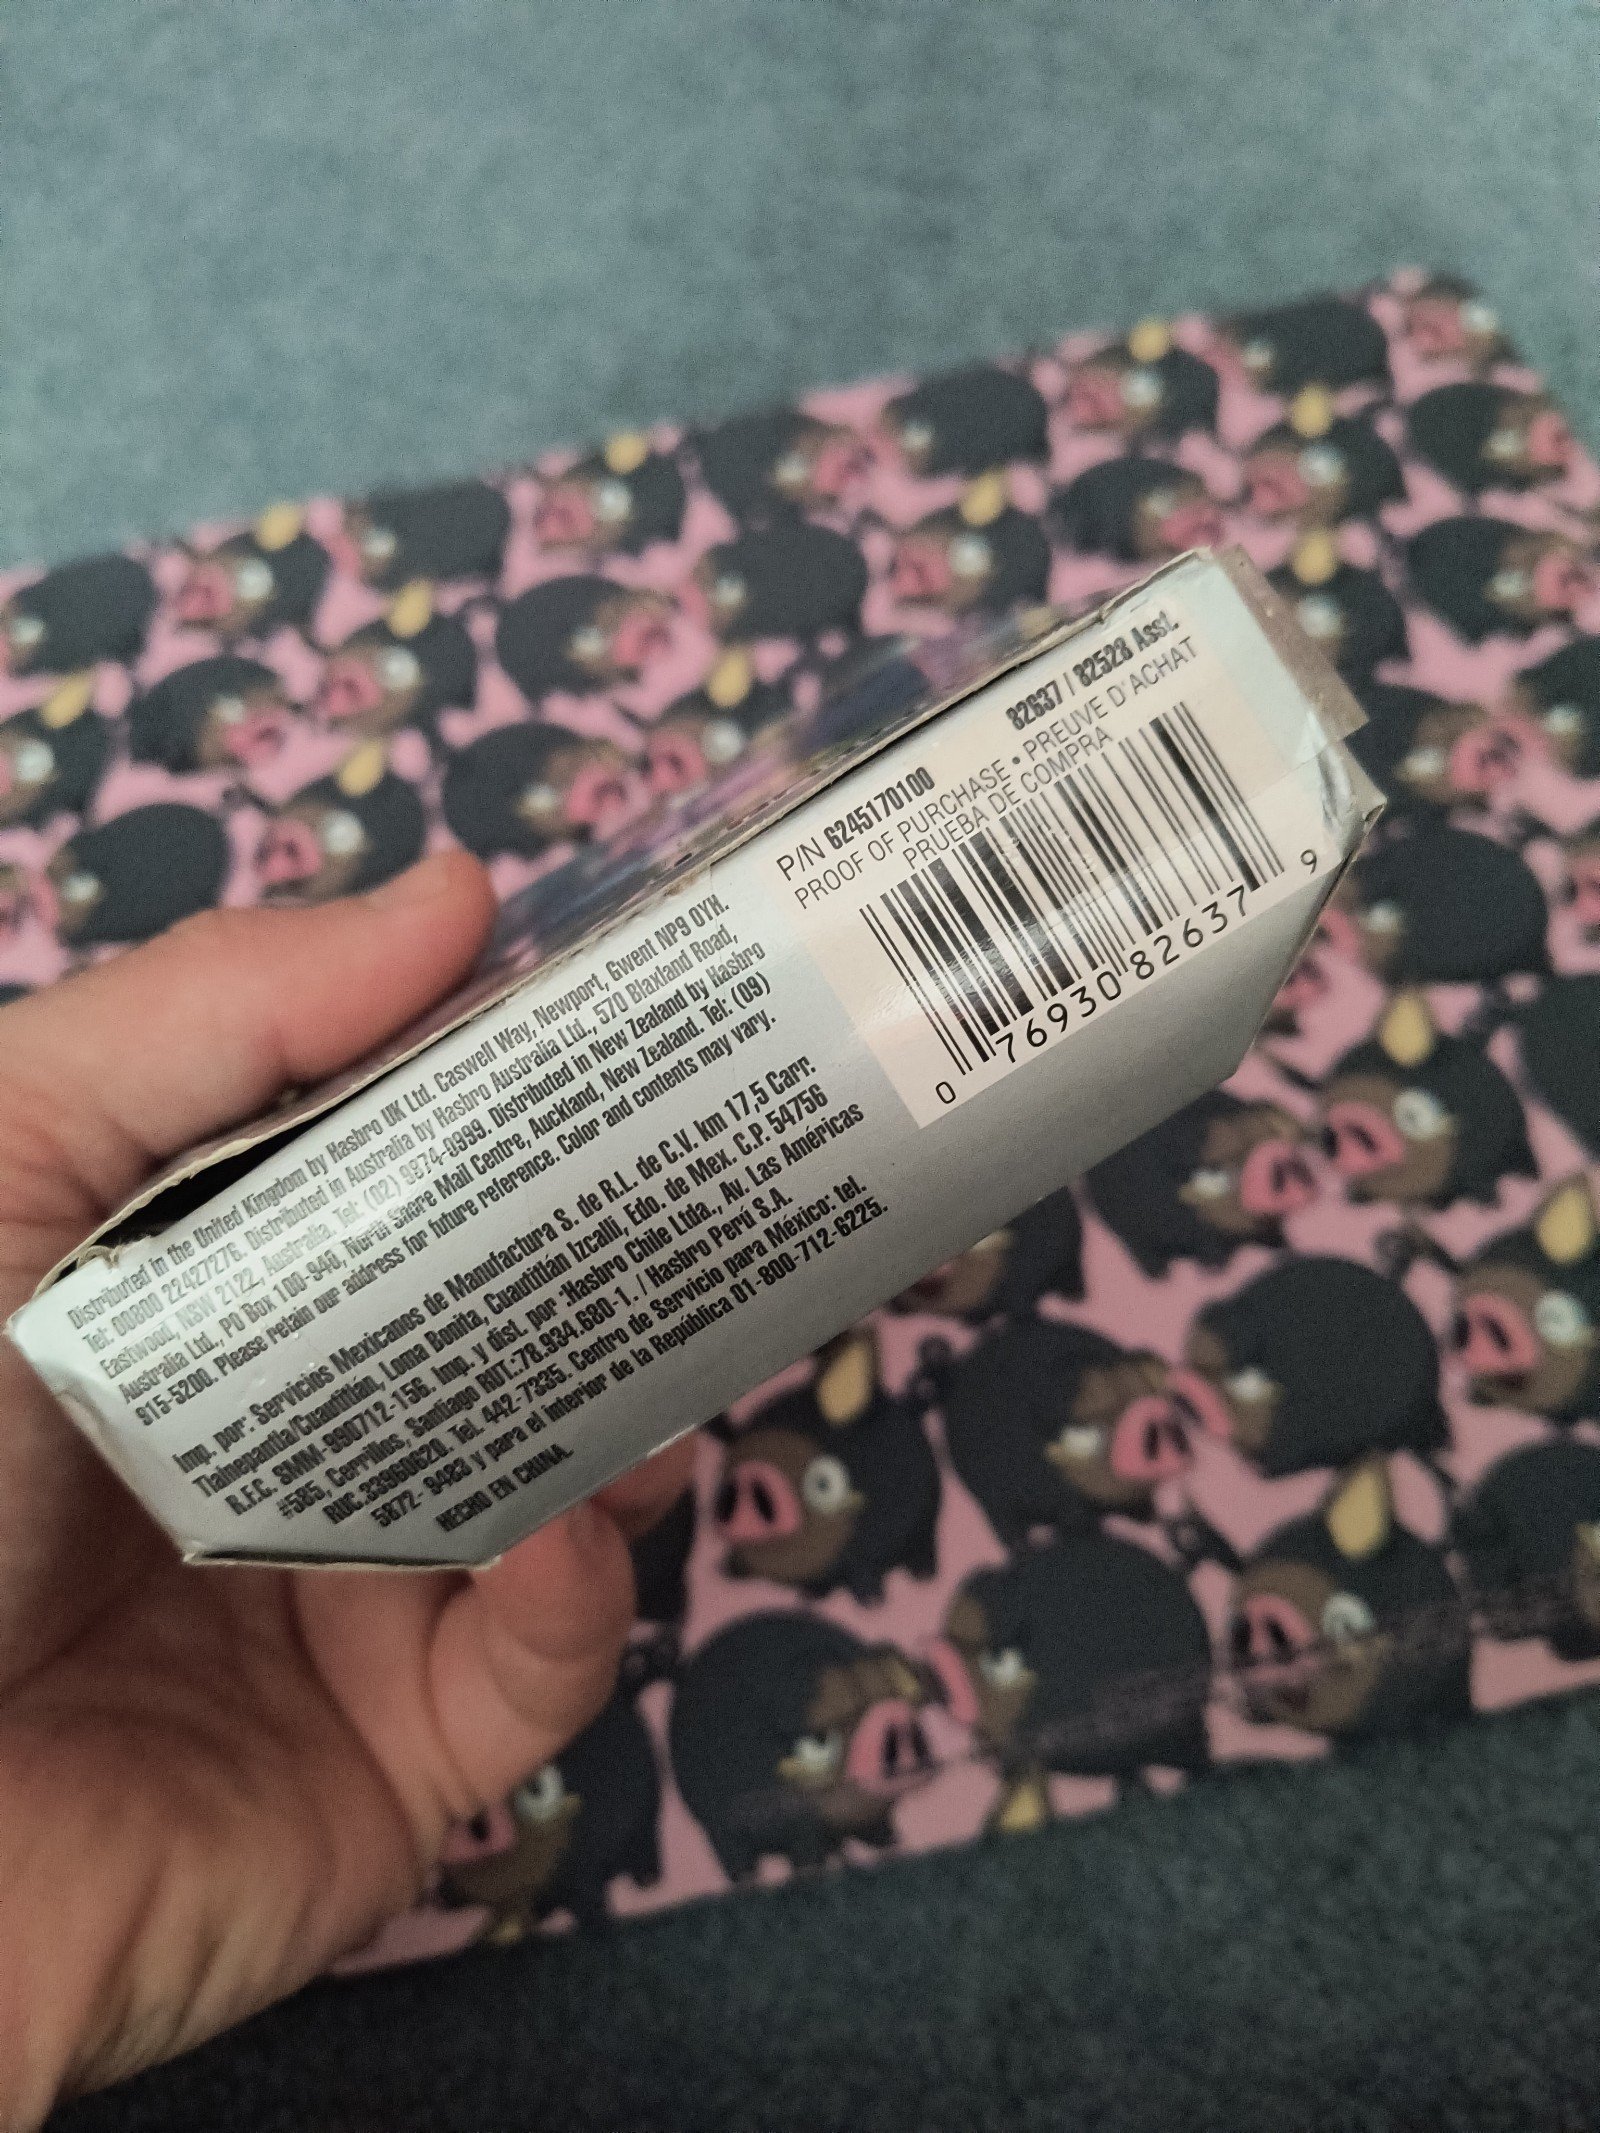 Distributed in the United Kingdom by Hasbro UK Ltd. Caswell Way, Newport, Gwent NP9 0YH.
Tel: 00800 22427276. Distributed in Australia by Hasbro Australia Ltd., 570 Blaxland Road,
Eastwood, NSW 2122, Australia. Tel: (02) 9874-0999. Distributed in New Zealand by Hasbro
Australia Ltd., PO Box 100-940, North Shore Mail Centre, Auckland, New Zealand. Tel: (09)
915-5200. Please retain our address for future reference. Color and contents may vary.
Imp. por: Servicios Mexicanos de Manufactura S. de R.L. de C.V. km 17,5 Carr.
Tlalnepantla/Cuautitlán, Loma Bonita, Cuautitlán Izcalli, Edo. de Mex. C.P. 54756
R.F.C. SMM-990712-156. Imp. y dist. por :Hasbro Chile Ltda., Av. Las Américas
#585, Cerrillos, Santiago RUT.:78.934.680-1. / Hasbro Perú S.A.
RUC.33960620. Tel. 442-7335. Centro de Servicio para México: tel.
5872- 9483 y para el interior de la República 01-800-712-6225.
HECHO EN CHINA.
82637 / 82523 Asst.
P/N 6245170100
PROOF OF PURCHASE • PREUVE D'ACHAT
PRUEBA DE COMPRA
0 76930 82637 9